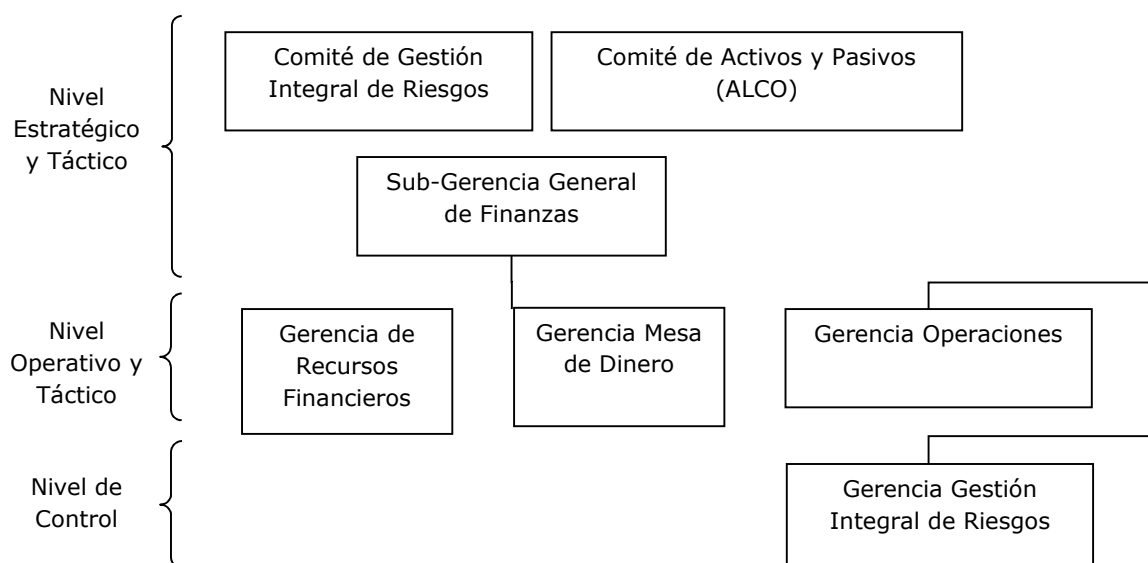 Comité de Gestión
Integral de Riesgos
Comité de Activos y Pasivos
(ALCO)
Nivel
Estratégico
y Táctico
Sub-Gerencia General
de Finanzas
Nivel
Operativo y
Táctico
Gerencia de
Recursos
Financieros
Gerencia Mesa
de Dinero
Gerencia Operaciones
Nivel de
Control
Gerencia Gestión
Integral de Riesgos